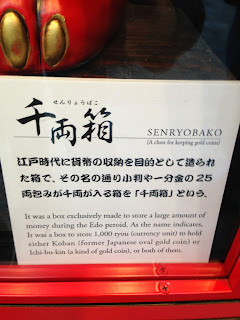 せんりょうばこ
千両箱
SENRYOBAKO
(A chest for keeping gold coins)
江戸時代に貨幣の収納を目的として造られ
た箱で、その名の通り小判や一分金の25
両包みが千両が入る箱を「千両箱」という。
It was a box exclusively made to store a large amount of
money during the Edo peroid. As the name indicates,
It was a box to store 1,000 ryou (currency unit) to hold
either Koban (former Japanese oval gold coin) or
Ichi-bu-kin (a kind of gold coin), or both of them.